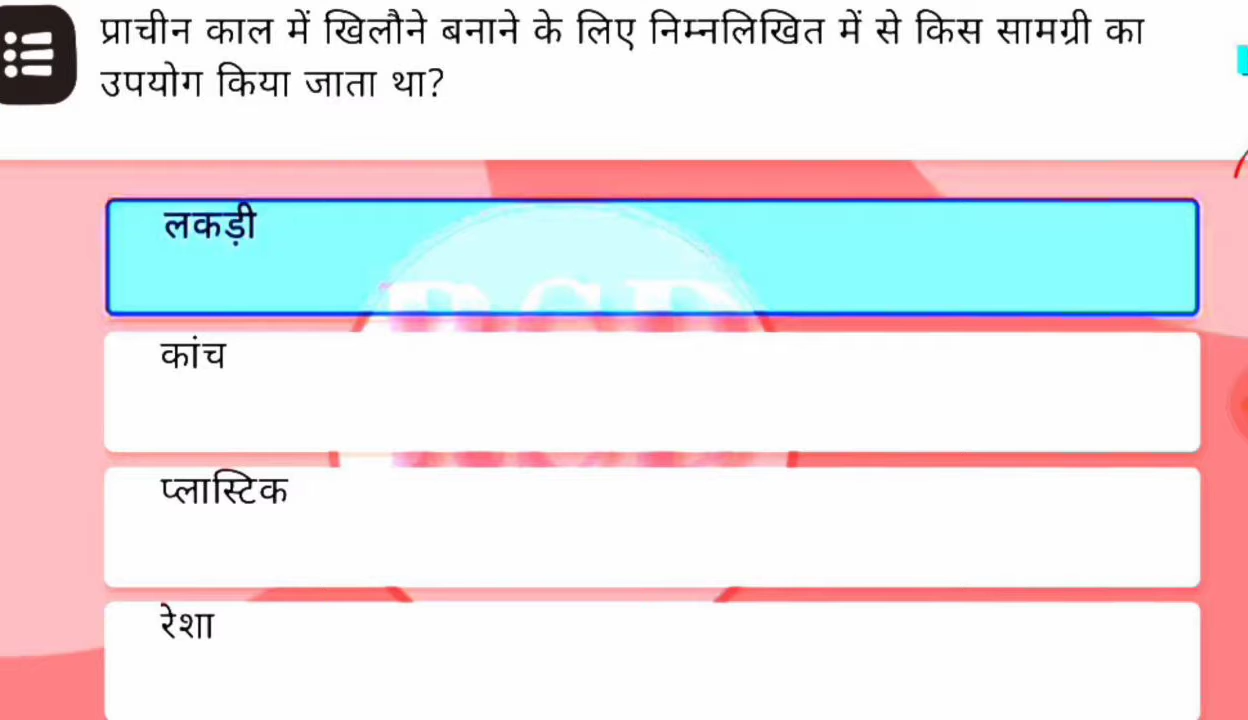 प्राचीन काल में खिलौने बनाने के लिए निम्नलिखित में से किस सामग्री का
उपयोग किया जाता था?
लकड़ी
कांच
प्लास्टिक
रेशा